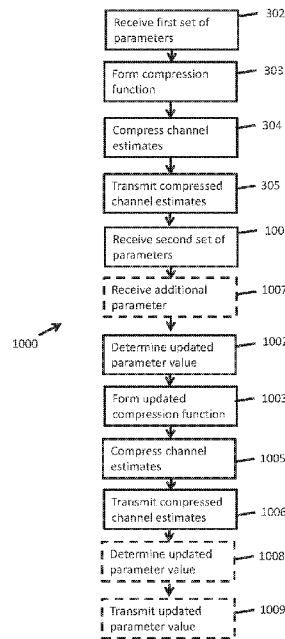 Receive first set of
parameters
302
Form compression
function
303
Compress channel
estimates
304
Transmit compressed
channel estimates
305
Receive second set of
parameters
100
Receive additional
parameter
1007
1000
Determine updated
parameter value
1002
Form updated
compression function
1003
Compress channel
estimates
1005
Transmit compressed
channel estimates
1006
Determine updated
parameter value
1008
Transmit updated
parameter value
1009